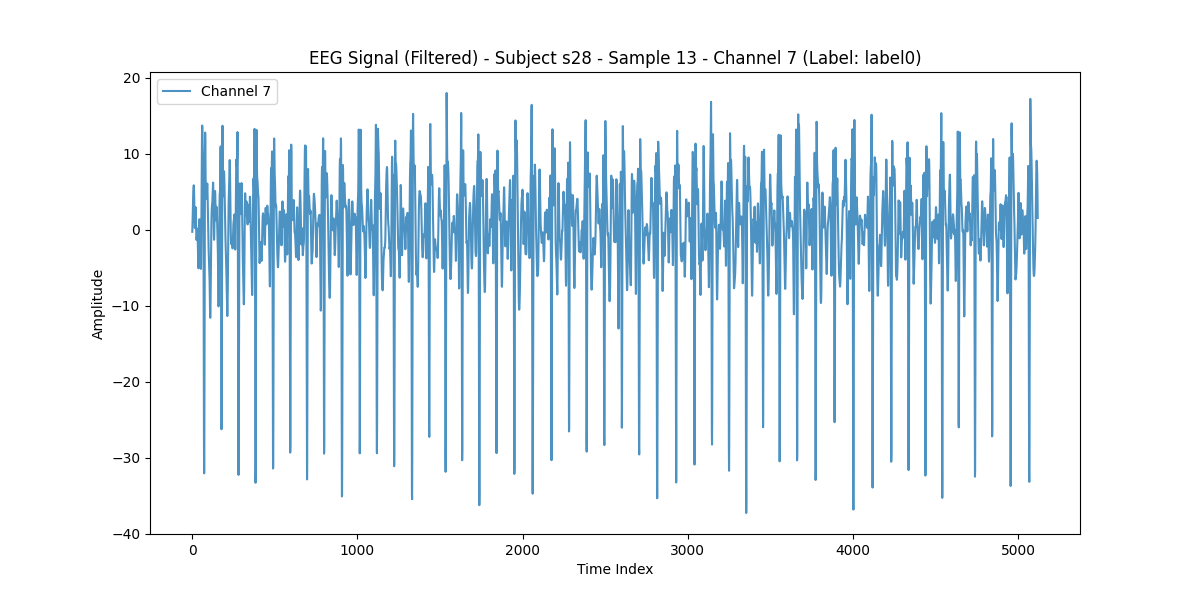 EEG Signal (Filtered) - Subject s28 - Sample 13 - Channel 7 (Label: label0)
Channel 7
20
10
0
−10
−20
−30
−40
Amplitude
0 1000 2000 3000 4000 5000
Time Index